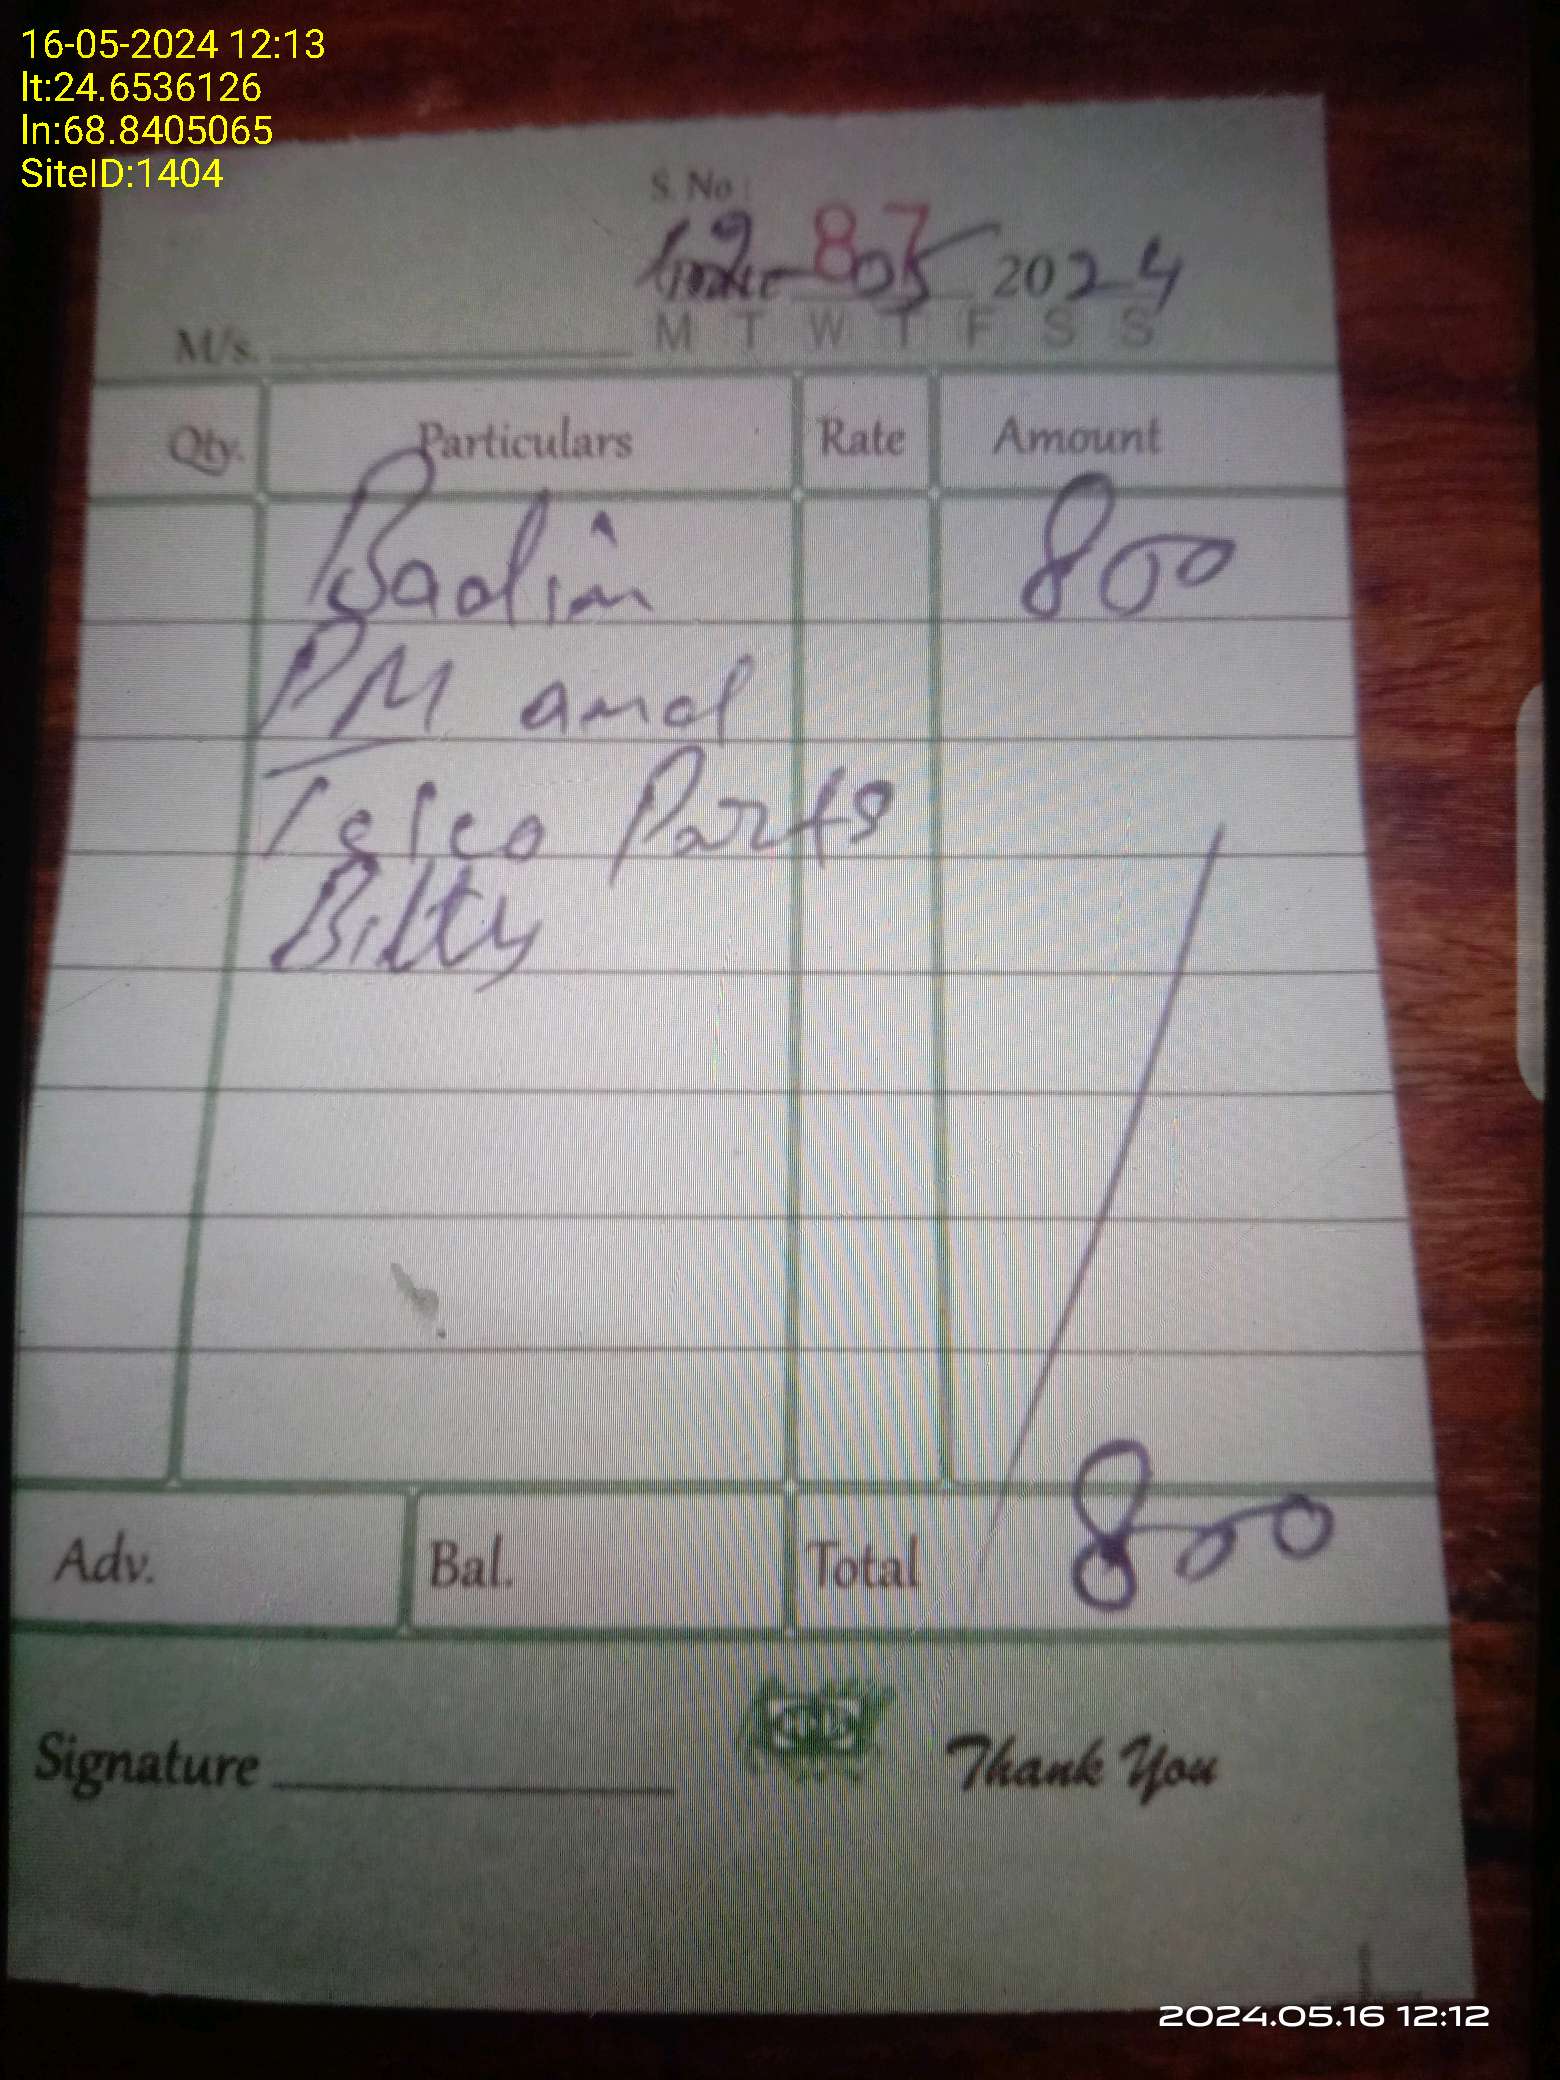 16-05-2024 12:13
lt:24.6536126
ln:68.8405065
SiteID:1404
S. No
87
05 2024
M/s.
M T W T F S S
Qty. Particulars Rate Amount
Badin 800
PM and
Telco Parts
Bilty
Adv. Bal. Total 800
Signature Thank You
2024.05.16 12:12